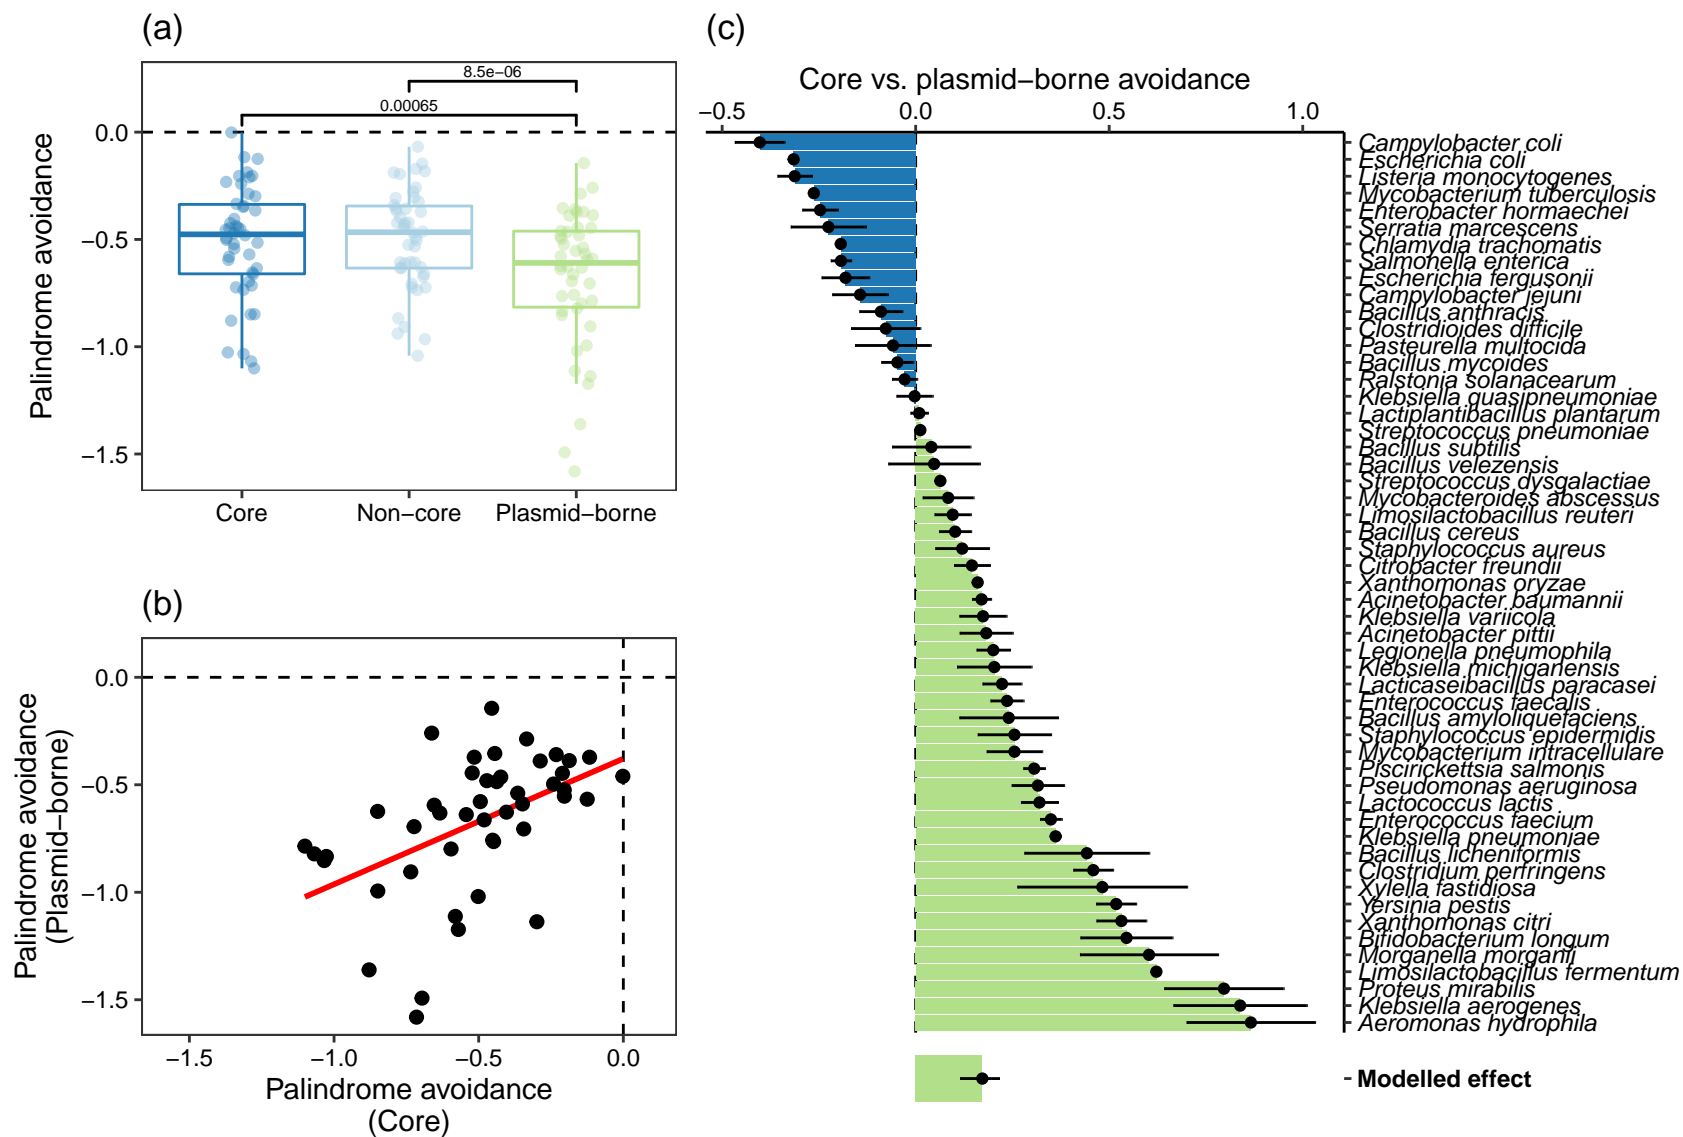 (a)
8.5e−06
0.00065
0.0
−0.5
−1.0
−1.5
Palindrome avoidance
Core
Non−core
Plasmid−borne
(b)
0.0
−0.5
−1.0
−1.5
Palindrome avoidance
(Plasmid−borne)
−1.5
−1.0
−0.5
0.0
Palindrome avoidance
(Core)
(c)
Core vs. plasmid−borne avoidance
−0.5
0.0
0.5
1.0
Campylobacter coli
Escherichia coli
Listeria monocytogenes
Mycobacterium tuberculosis
Enterobacter hormaechei
Serratia marcescens
Chlamydia trachomatis
Salmonella enterica
Escherichia fergusonii
Campylobacter jejuni
Bacillus anthracis
Clostridioides difficile
Pasteurella multocida
Bacillus mycoides
Ralstonia solanacearum
Klebsiella quasipneumoniae
Lactiplantibacillus plantarum
Streptococcus pneumoniae
Bacillus subtilis
Bacillus velezensis
Streptococcus dysgalactiae
Mycobacteroides abscessus
Limosilactobacillus reuteri
Bacillus cereus
Staphylococcus aureus
Citrobacter freundii
Xanthomonas oryzae
Acinetobacter baumannii
Klebsiella variicola
Acinetobacter pittii
Legionella pneumophila
Klebsiella michiganensis
Lacticaseibacillus paracasei
Enterococcus faecalis
Bacillus amyloliquefaciens
Staphylococcus epidermidis
Mycobacterium intracellulare
Piscirickettsia salmonis
Pseudomonas aeruginosa
Lactococcus lactis
Enterococcus faecium
Klebsiella pneumoniae
Bacillus licheniformis
Clostridium perfringens
Xylella fastidiosa
Yersinia pestis
Xanthomonas citri
Bifidobacterium longum
Morganella morganii
Limosilactobacillus fermentum
Proteus mirabilis
Klebsiella aerogenes
Aeromonas hydrophila
Modelled effect